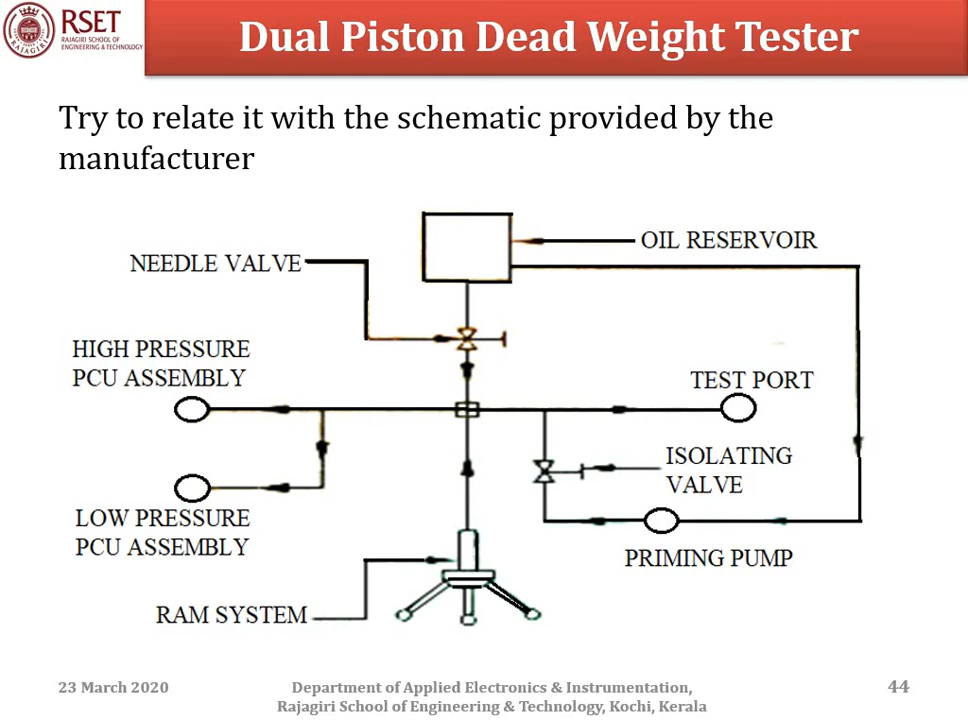 RSET
RAJAGIRI SCHOOL OF
ENGINEERING & TECHNOLOGY
RAJAGIRI
Dual Piston Dead Weight Tester
Try to relate it with the schematic provided by the
manufacturer
OIL RESERVOIR
NEEDLE VALVE
HIGH PRESSURE
PCU ASSEMBLY
TEST PORT
ISOLATING
VALVE
LOW PRESSURE
PCU ASSEMBLY
PRIMING PUMP
RAM SYSTEM
23 March 2020
Department of Applied Electronics & Instrumentation,
Rajagiri School of Engineering & Technology, Kochi, Kerala
44